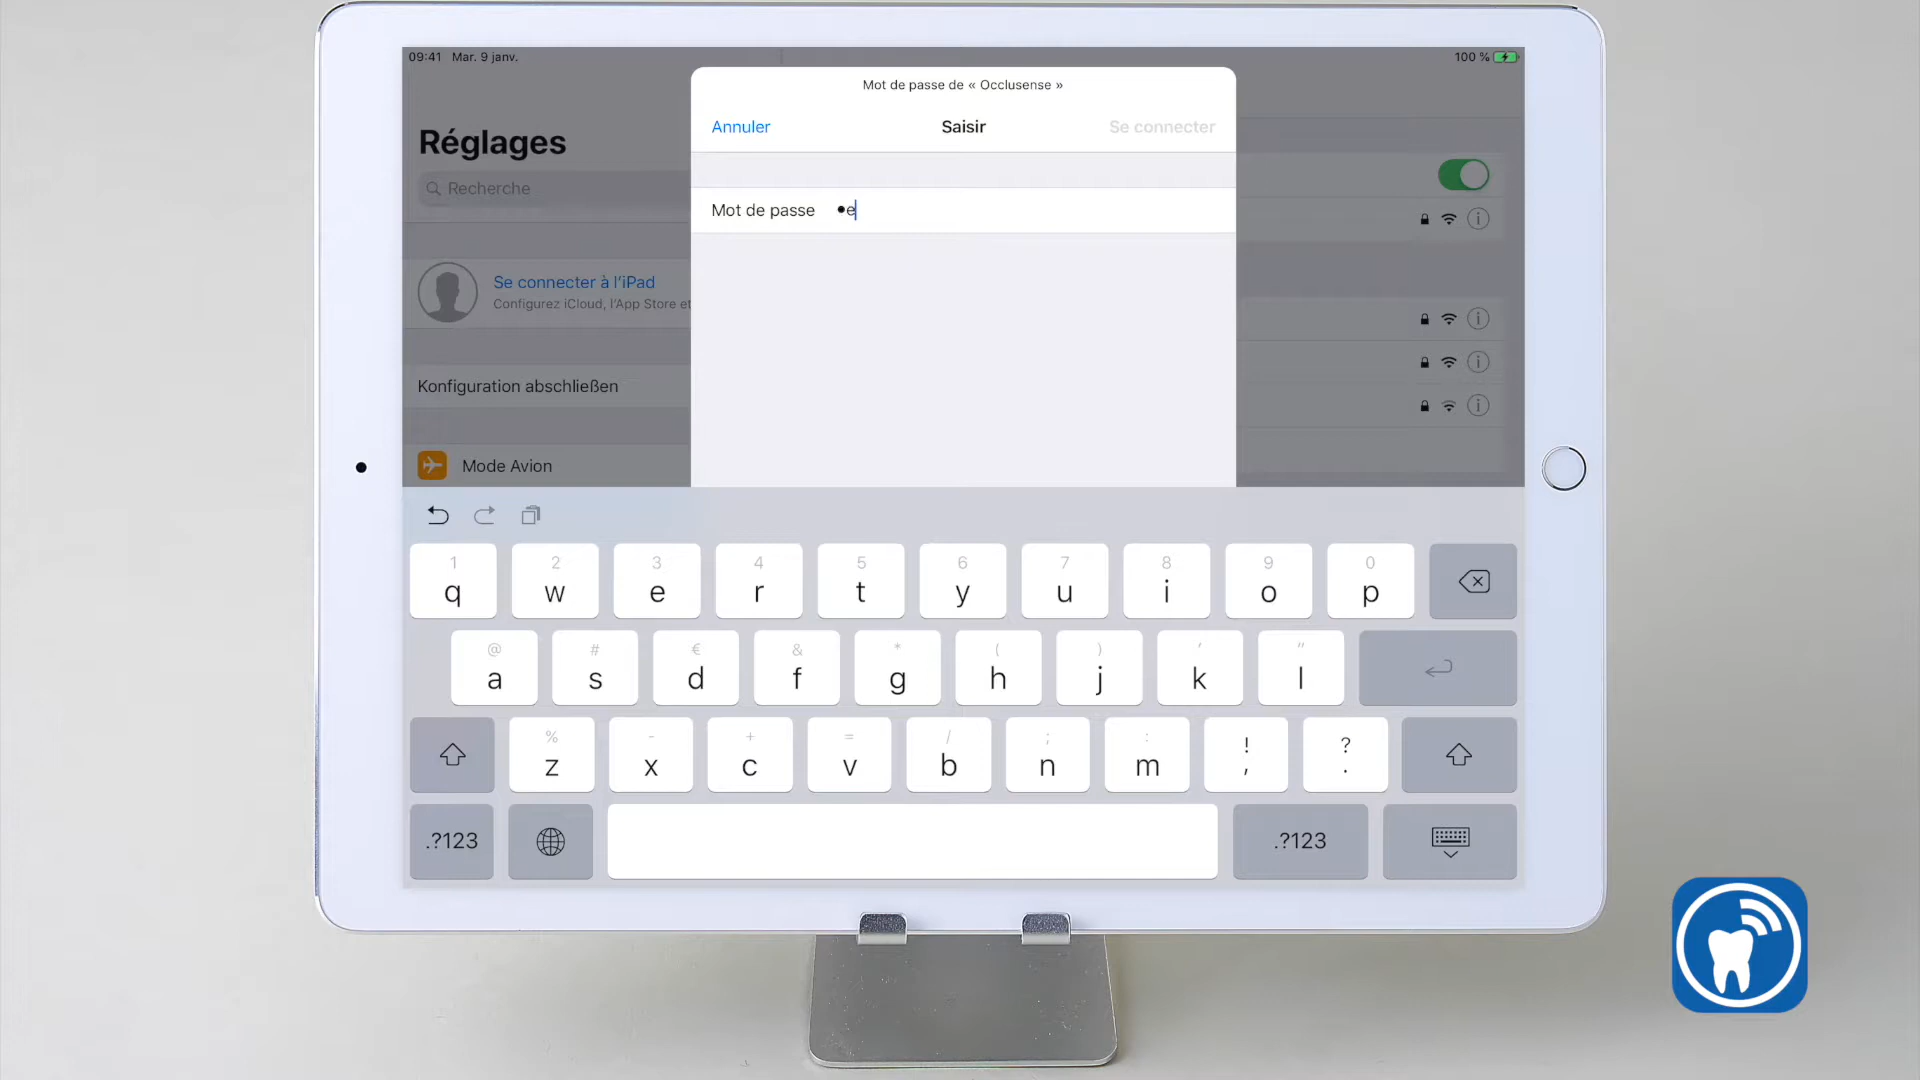 09:41 Mar. 9 janv.
100 %
Mot de passe de « Occlusense »
Annuler
Saisir
Se connecter
Réglages
Recherche
Mot de passe •e
Se connecter à l'iPad
Configurez iCloud, l'App Store et
Konfiguration abschließen
Mode Avion
1 2 3 4 5 6 7 8 9 0
q w e r t y u i o p
@ # € & * ( ) ' "
a s d f g h j k l
% - + = / ; : ! ?
z x c v b n m , .
.?123
.?123